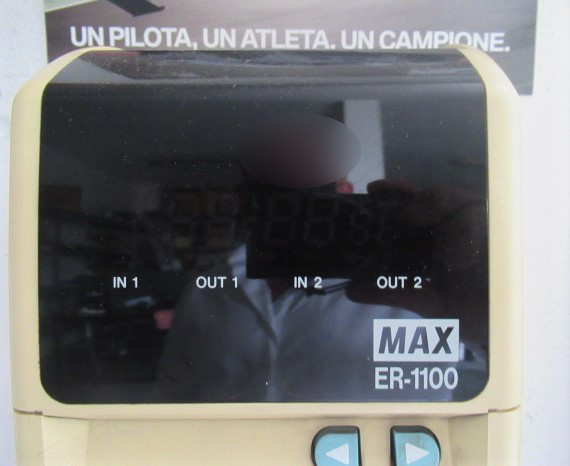 UN PILOTA, UN ATLETA. UN CAMPIONE.
IN 1 OUT 1 IN 2 OUT 2
MAX
ER-1100